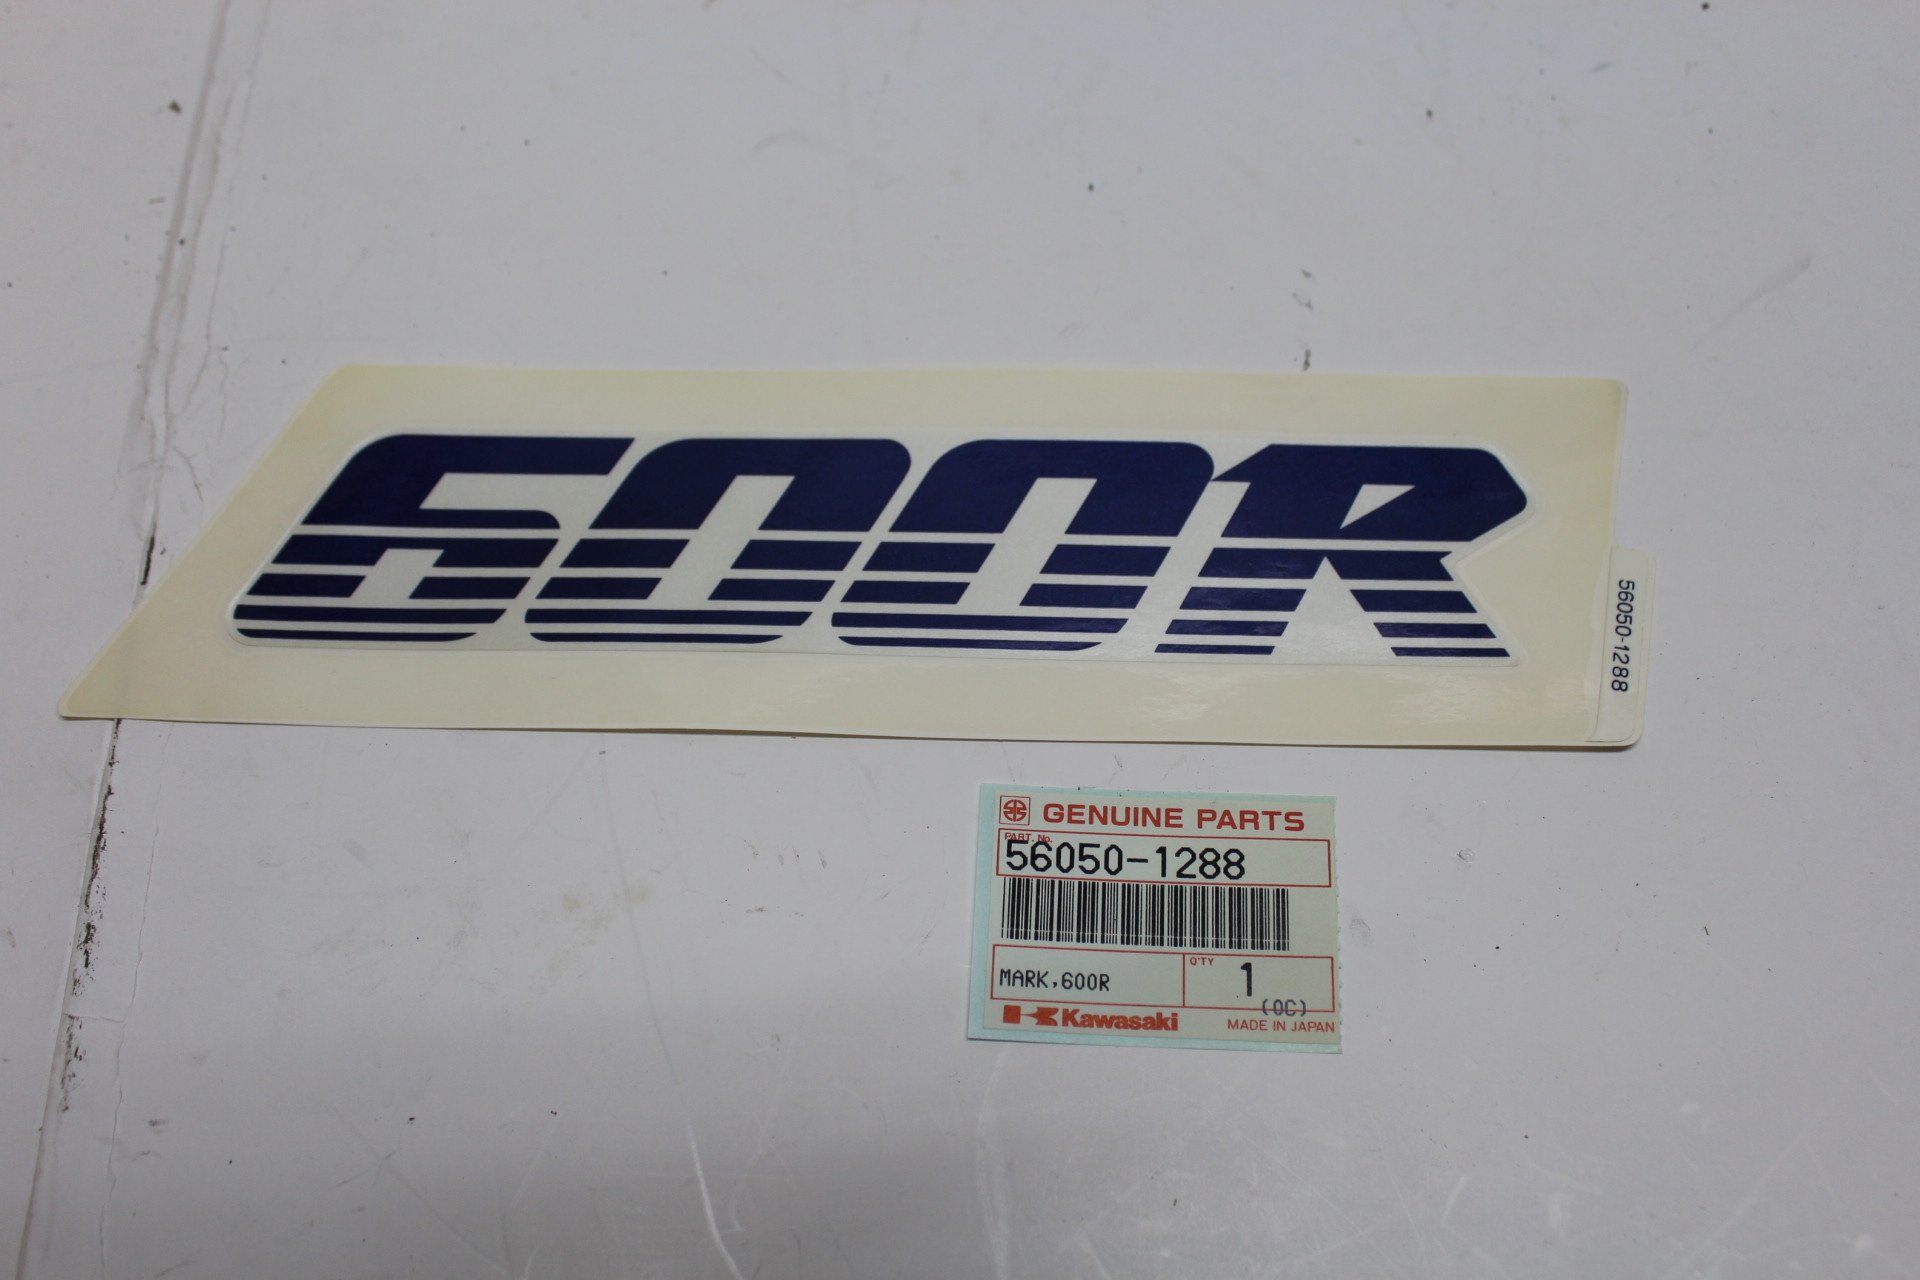 600R
56050-1288
GENUINE PARTS
PART. No.
56050-1288
MARK,600R
Q'TY
1
(OC)
Kawasaki
MADE IN JAPAN